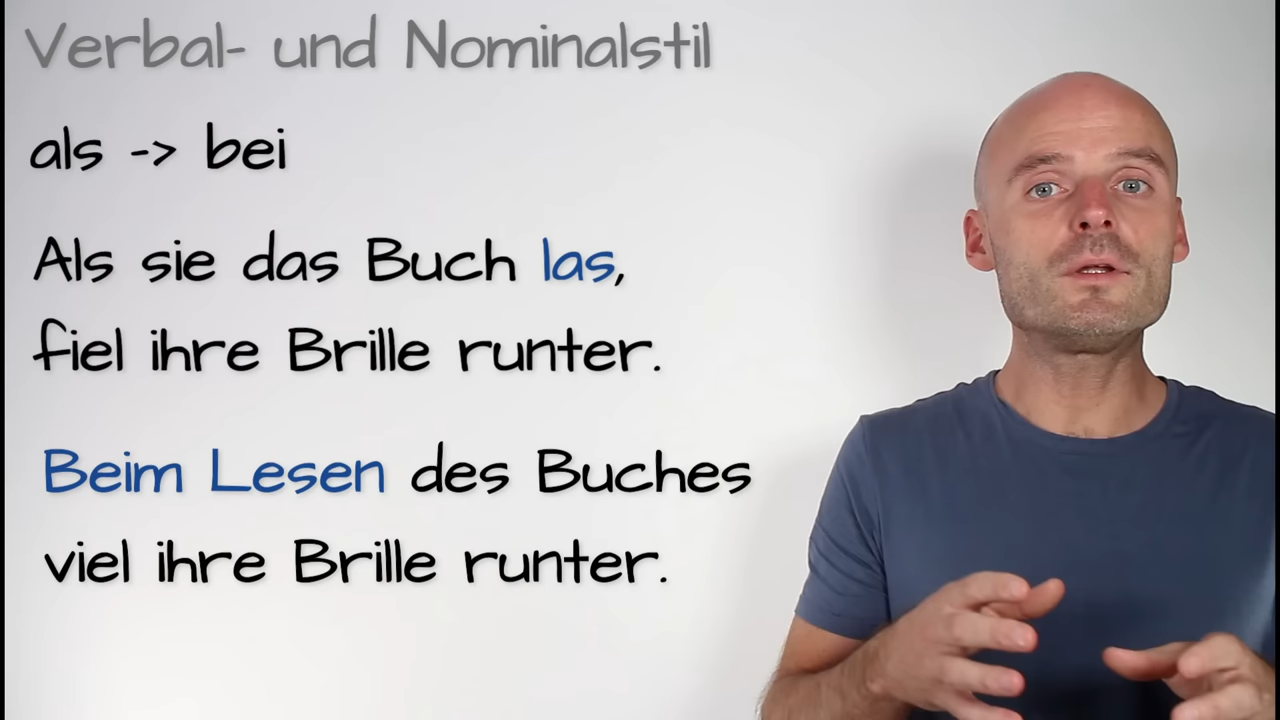 Verbal- und Nominalstil
als -> bei
Als sie das Buch las,
fiel ihre Brille runter.
Beim Lesen des Buches
viel ihre Brille runter.